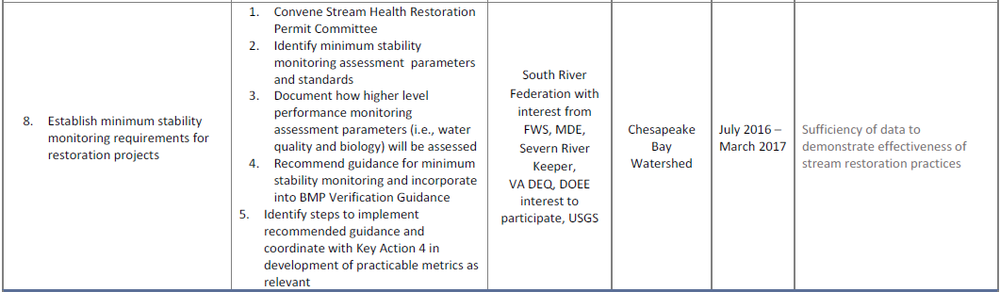 8. Establish minimum stability
monitoring requirements for
restoration projects
1. Convene Stream Health Restoration
Permit Committee
2. Identify minimum stability
monitoring assessment parameters
and standards
3. Document how higher level
performance monitoring
assessment parameters (i.e., water
quality and biology) will be assessed
4. Recommend guidance for minimum
stability monitoring and incorporate
into BMP Verification Guidance
5. Identify steps to implement
recommended guidance and
coordinate with Key Action 4 in
development of practicable metrics as
relevant
South River
Federation with
interest from
FWS, MDE,
Severn River
Keeper,
VA DEQ, DOEE
interest to
participate, USGS
Chesapeake
Bay
Watershed
July 2016 –
March 2017
Sufficiency of data to
demonstrate effectiveness of
stream restoration practices